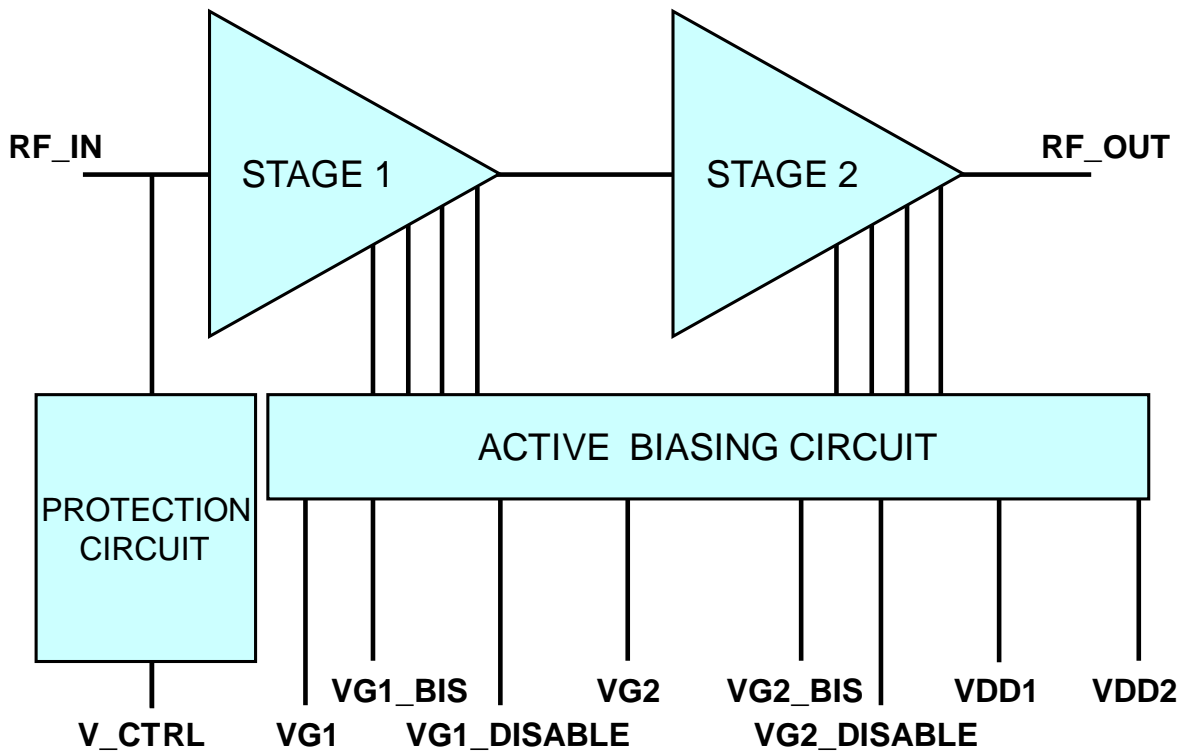 RF_IN
RF_OUT
STAGE 1
STAGE 2
ACTIVE BIASING CIRCUIT
PROTECTION
CIRCUIT
VG1_BIS
VG2
VG2_BIS
VDD1
VDD2
V_CTRL
VG1
VG1_DISABLE
VG2_DISABLE